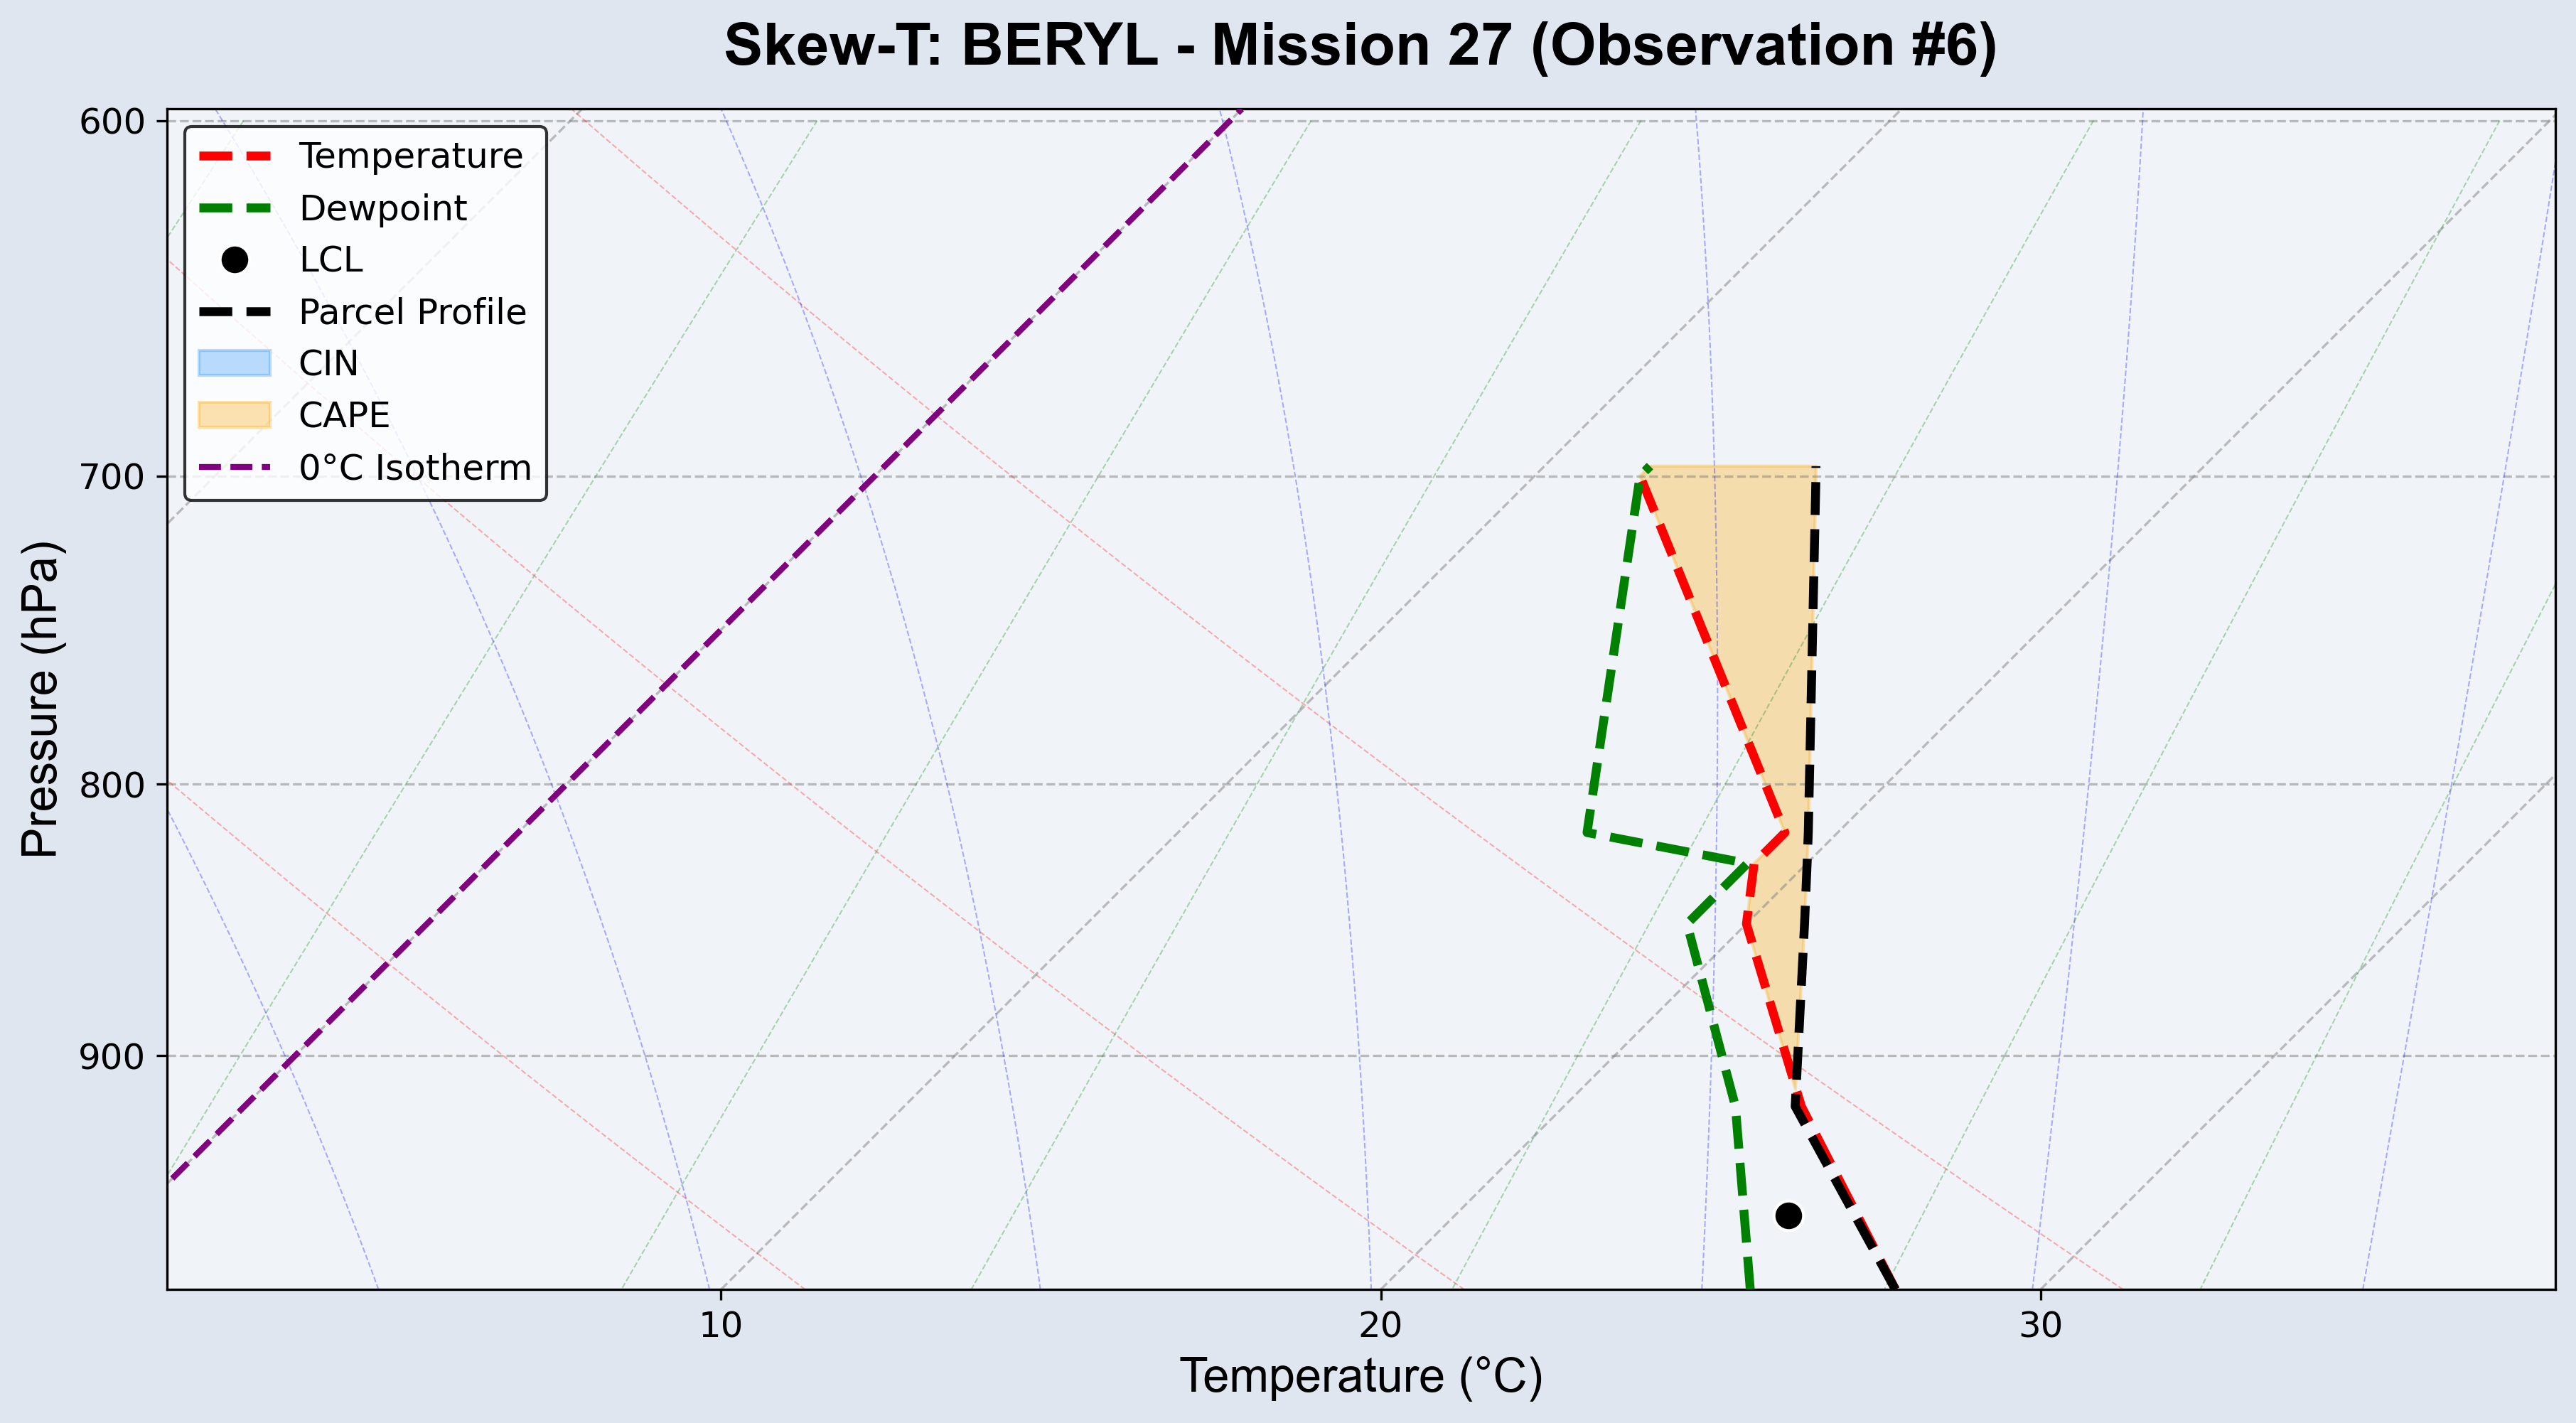 Skew-T: BERYL - Mission 27 (Observation #6)
600
700
800
900
Pressure (hPa)
Temperature
Dewpoint
LCL
Parcel Profile
CIN
CAPE
0°C Isotherm
10
20
30
Temperature (°C)